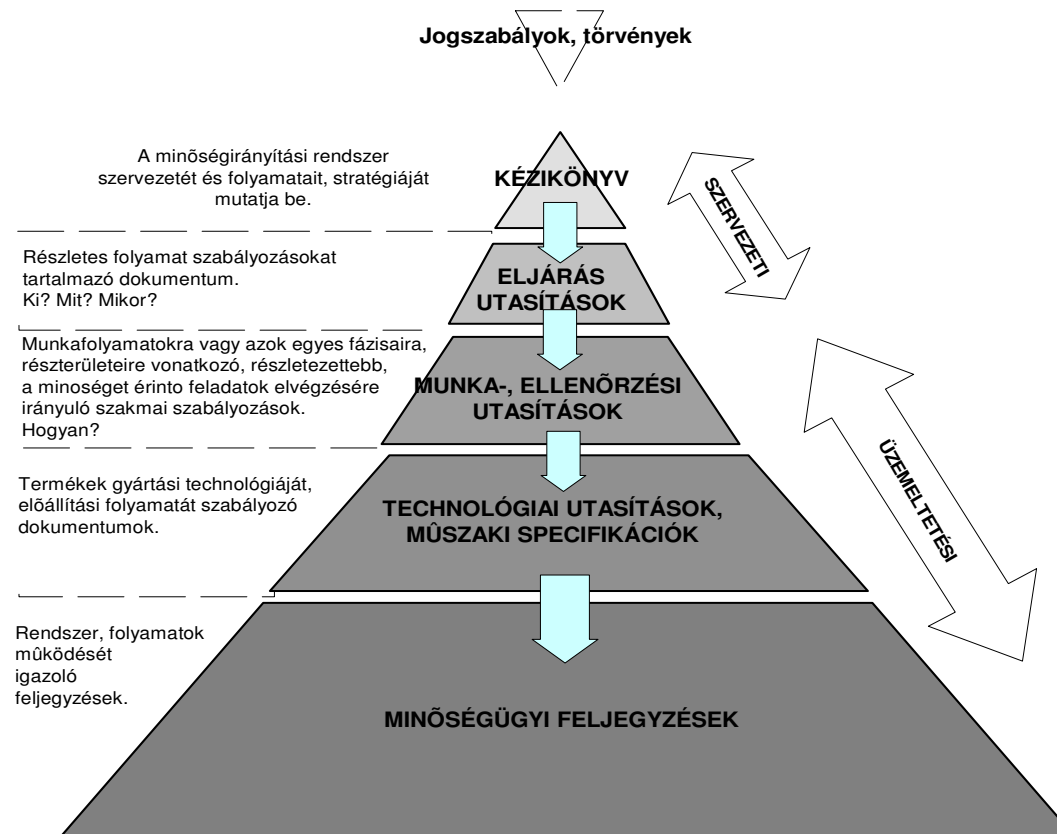 Jogszabályok, törvények
A minõségirányítási rendszer
szervezetét és folyamatait, stratégiáját
mutatja be.
KÉZIKÖNYV
SZERVEZETI
Részletes folyamat szabályozásokat
tartalmazó dokumentum.
Ki? Mit? Mikor?
ELJÁRÁS
UTASÍTÁSOK
Munkafolyamatokra vagy azok egyes fázisaira,
részterületeire vonatkozó, részletezettebb,
a minoséget érinto feladatok elvégzésére
irányuló szakmai szabályozások.
Hogyan?
MUNKA-, ELLENÕRZÉSI
UTASÍTÁSOK
ÜZEMELTETÉSI
Termékek gyártási technológiáját,
elõállítási folyamatát szabályozó
dokumentumok.
TECHNOLÓGIAI UTASÍTÁSOK,
MÛSZAKI SPECIFIKÁCIÓK
Rendszer, folyamatok
mûködését
igazoló
feljegyzések.
MINÕSÉGÜGYI FELJEGYZÉSEK